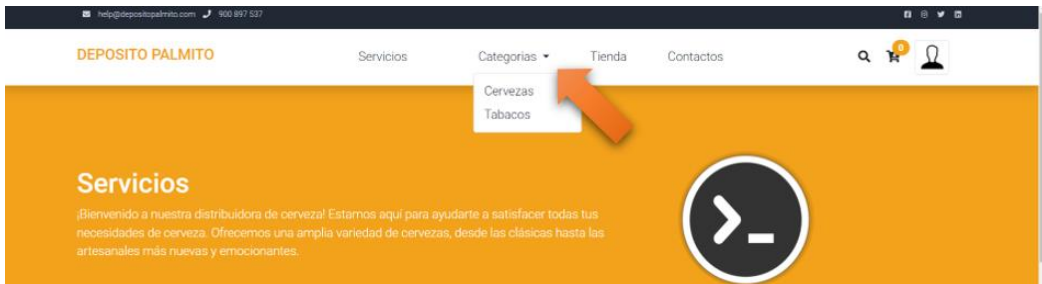 help@depositopalmito.com 900 897 537
DEPOSITO PALMITO Servicios Categorias Tienda Contactos 0
Cervezas
Tabacos
Servicios
¡Bienvenido a nuestra distribuidora de cerveza! Estamos aquí para ayudarte a satisfacer todas tus
necesidades de cerveza. Ofrecemos una amplia variedad de cervezas, desde las clásicas hasta las
artesanales más nuevas y emocionantes.